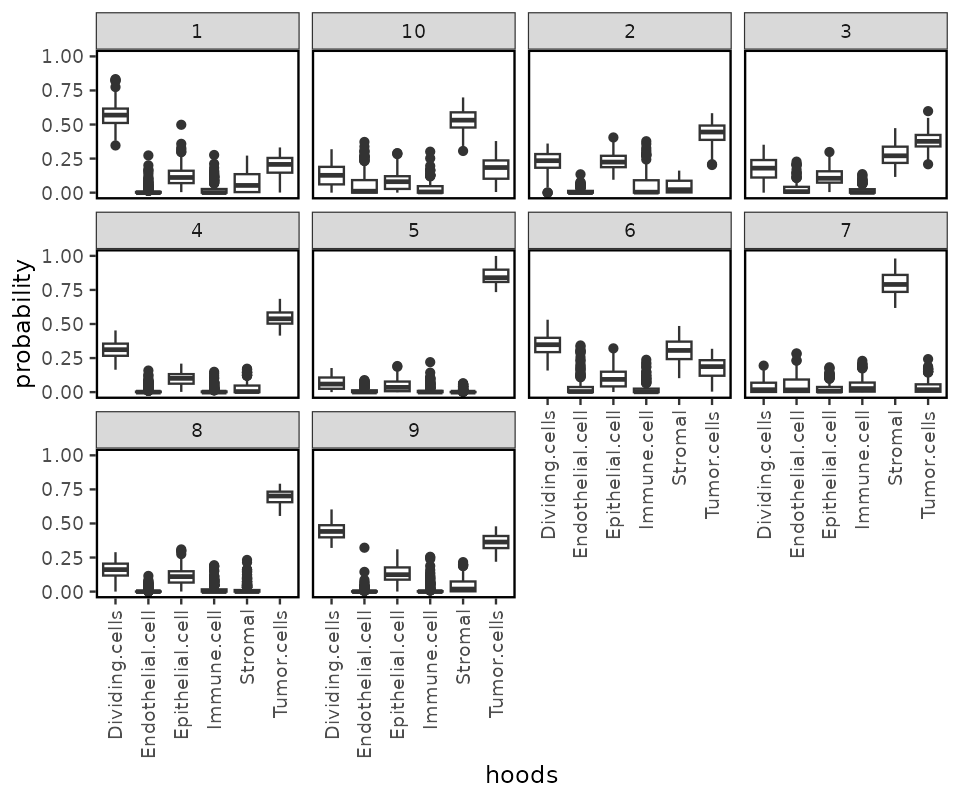 1 10 2 3
1.00
0.75
0.50
0.25
0.00
4 5 6 7
1.00
0.75
0.50
0.25
0.00
probability
8 9
1.00
0.75
0.50
0.25
0.00
Dividing.cells
Endothelial.cell
Epithelial.cell
Immune.cell
Stromal
Tumor.cells
Dividing.cells
Endothelial.cell
Epithelial.cell
Immune.cell
Stromal
Tumor.cells
Dividing.cells
Endothelial.cell
Epithelial.cell
Immune.cell
Stromal
Tumor.cells
Dividing.cells
Endothelial.cell
Epithelial.cell
Immune.cell
Stromal
Tumor.cells
hoods